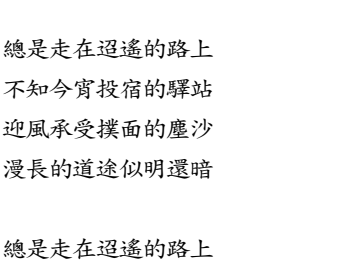 總是走在迢遙的路上
不知今宵投宿的驛站
迎風承受撲面的塵沙
漫長的道途似明還暗
總是走在迢遙的路上